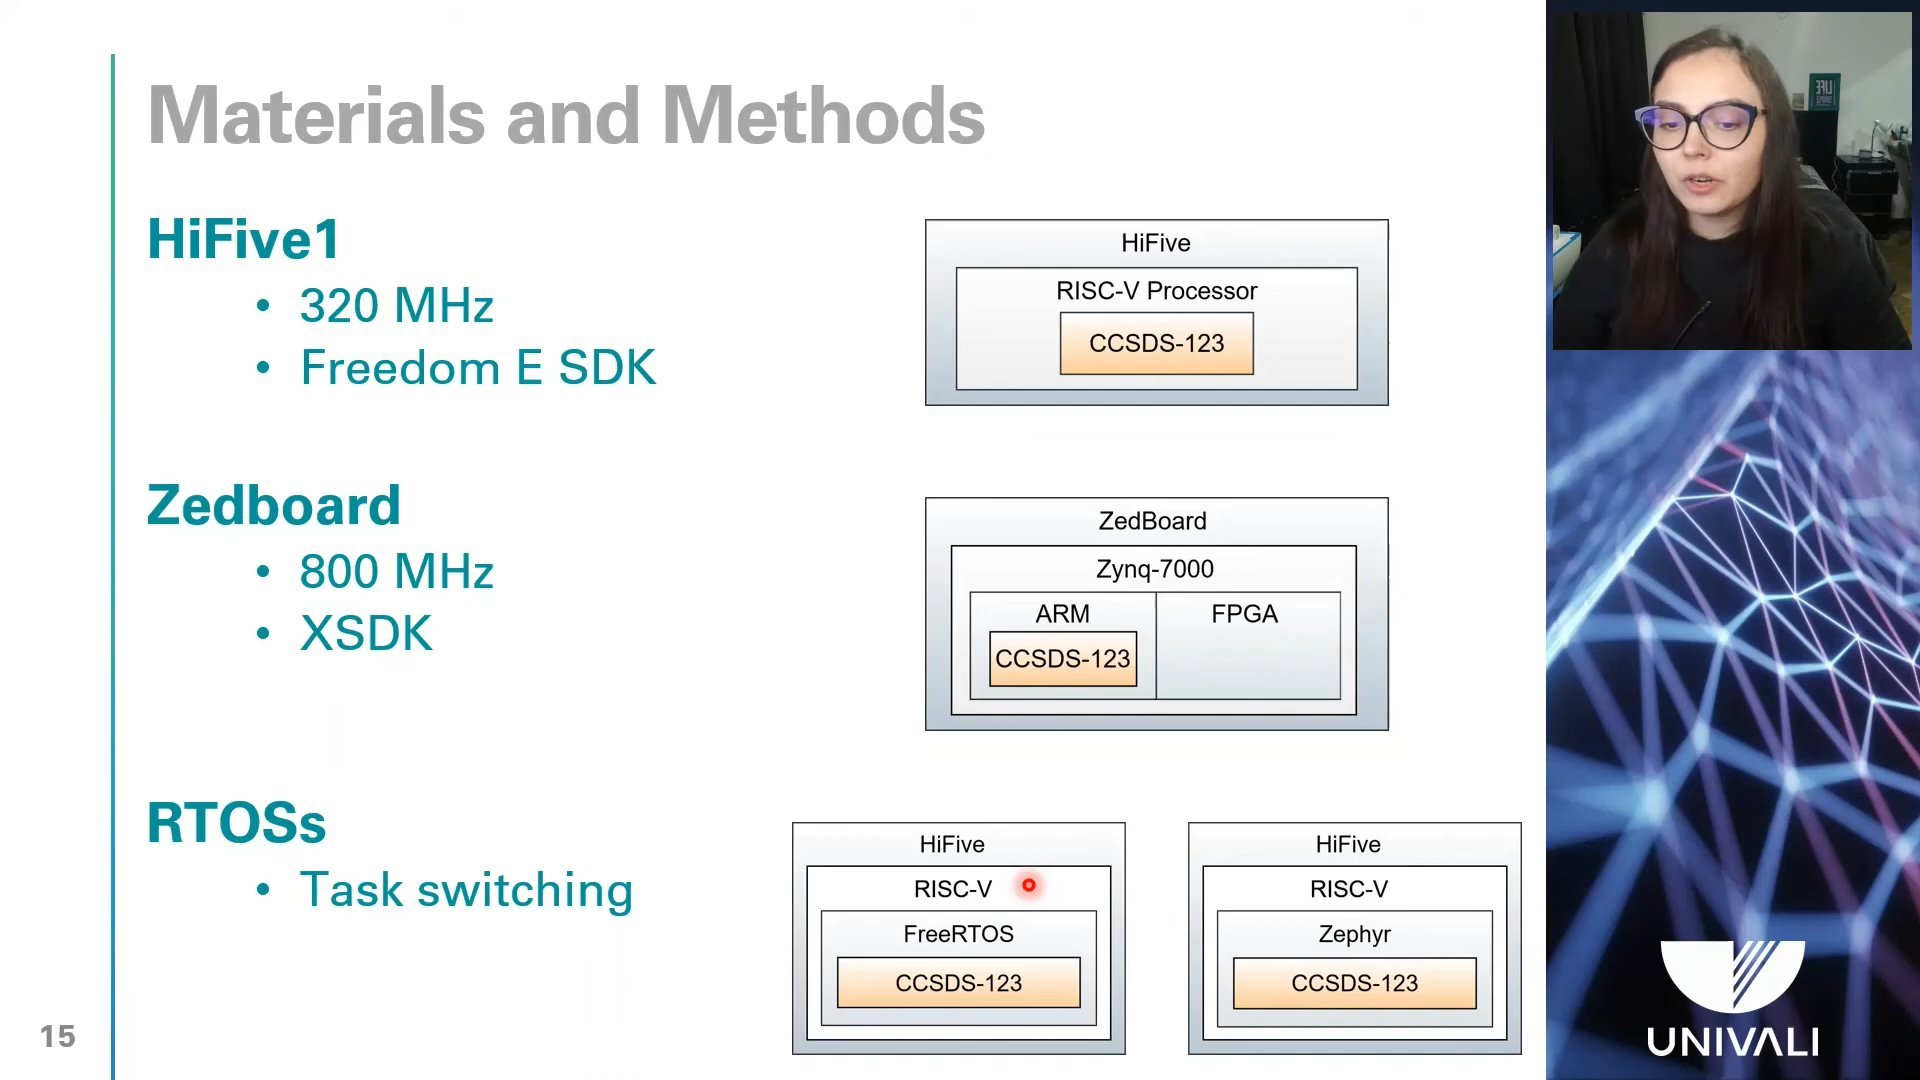 Materials and Methods
HiFive1
• 320 MHz
• Freedom E SDK
HiFive
RISC-V Processor
CCSDS-123
Zedboard
• 800 MHz
• XSDK
ZedBoard
Zynq-7000
ARM
FPGA
CCSDS-123
RTOSs
• Task switching
HiFive
RISC-V
FreeRTOS
CCSDS-123
HiFive
RISC-V
Zephyr
CCSDS-123
15
UNIVALI